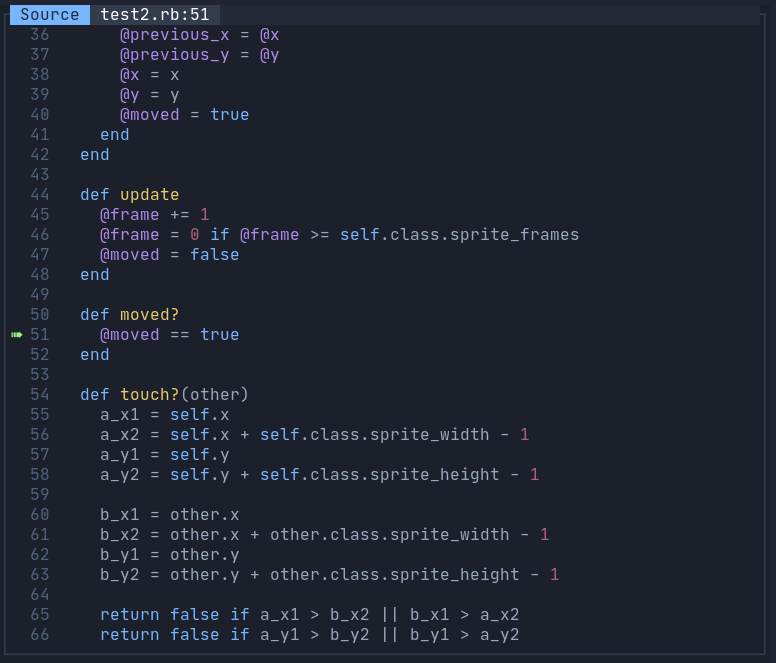 Source test2.rb:51
36 @previous_x = @x
37 @previous_y = @y
38 @x = x
39 @y = y
40 @moved = true
41 end
42 end
43
44 def update
45 @frame += 1
46 @frame = 0 if @frame >= self.class.sprite_frames
47 @moved = false
48 end
49
50 def moved?
51 @moved == true
52 end
53
54 def touch?(other)
55 a_x1 = self.x
56 a_x2 = self.x + self.class.sprite_width - 1
57 a_y1 = self.y
58 a_y2 = self.y + self.class.sprite_height - 1
59
60 b_x1 = other.x
61 b_x2 = other.x + other.class.sprite_width - 1
62 b_y1 = other.y
63 b_y2 = other.y + other.class.sprite_height - 1
64
65 return false if a_x1 > b_x2 || b_x1 > a_x2
66 return false if a_y1 > b_y2 || b_y1 > a_y2